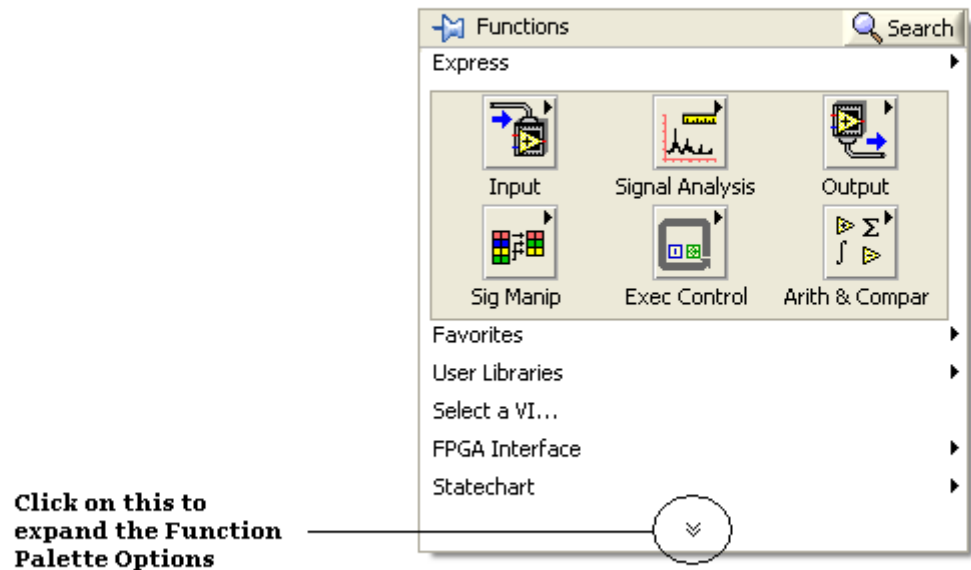 Functions
Search
Express
Input
Signal Analysis
Output
Sig Manip
Exec Control
Arith & Compar
Favorites
User Libraries
Select a VI...
FPGA Interface
Statechart
Click on this to
expand the Function
Palette Options